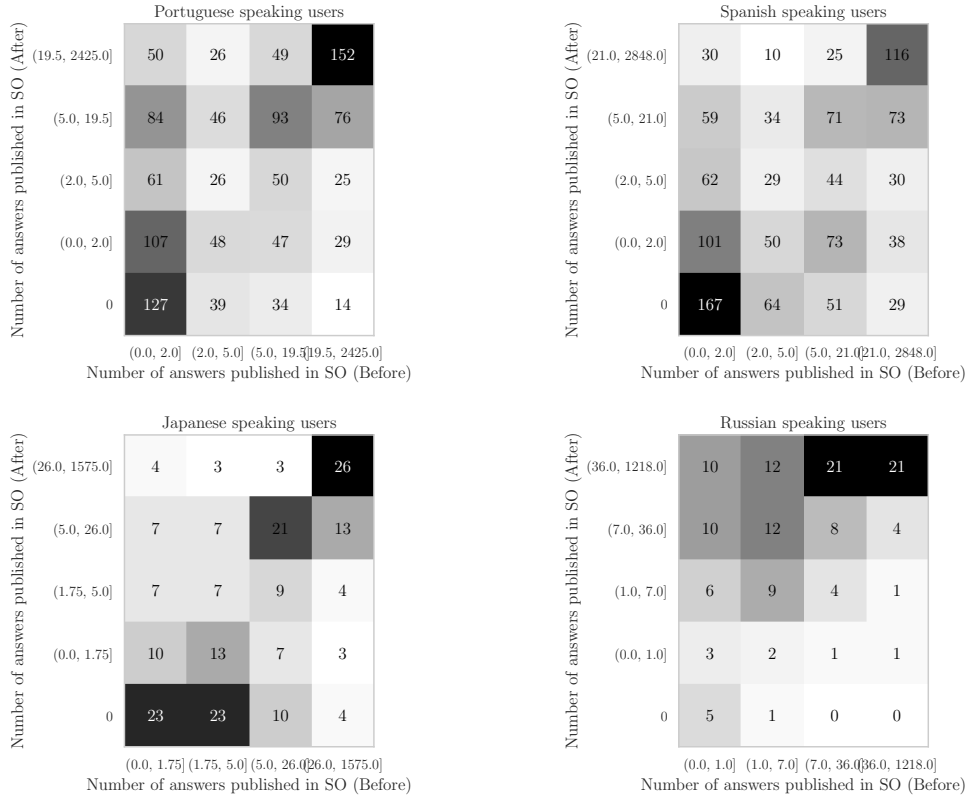 Portuguese speaking users
Number of answers published in SO (After)
(19.5, 2425.0] 50 26 49 152
(5.0, 19.5] 84 46 93 76
(2.0, 5.0] 61 26 50 25
(0.0, 2.0] 107 48 47 29
0 127 39 34 14
(0.0, 2.0] (2.0, 5.0] (5.0, 19.5] (19.5, 2425.0]
Number of answers published in SO (Before)
Spanish speaking users
Number of answers published in SO (After)
(21.0, 2848.0] 30 10 25 116
(5.0, 21.0] 59 34 71 73
(2.0, 5.0] 62 29 44 30
(0.0, 2.0] 101 50 73 38
0 167 64 51 29
(0.0, 2.0] (2.0, 5.0] (5.0, 21.0] (21.0, 2848.0]
Number of answers published in SO (Before)
Japanese speaking users
Number of answers published in SO (After)
(26.0, 1575.0] 4 3 3 26
(5.0, 26.0] 7 7 21 13
(1.75, 5.0] 7 7 9 4
(0.0, 1.75] 10 13 7 3
0 23 23 10 4
(0.0, 1.75] (1.75, 5.0] (5.0, 26.0] (26.0, 1575.0]
Number of answers published in SO (Before)
Russian speaking users
Number of answers published in SO (After)
(36.0, 1218.0] 10 12 21 21
(7.0, 36.0] 10 12 8 4
(1.0, 7.0] 6 9 4 1
(0.0, 1.0] 3 2 1 1
0 5 1 0 0
(0.0, 1.0] (1.0, 7.0] (7.0, 36.0] (36.0, 1218.0]
Number of answers published in SO (Before)